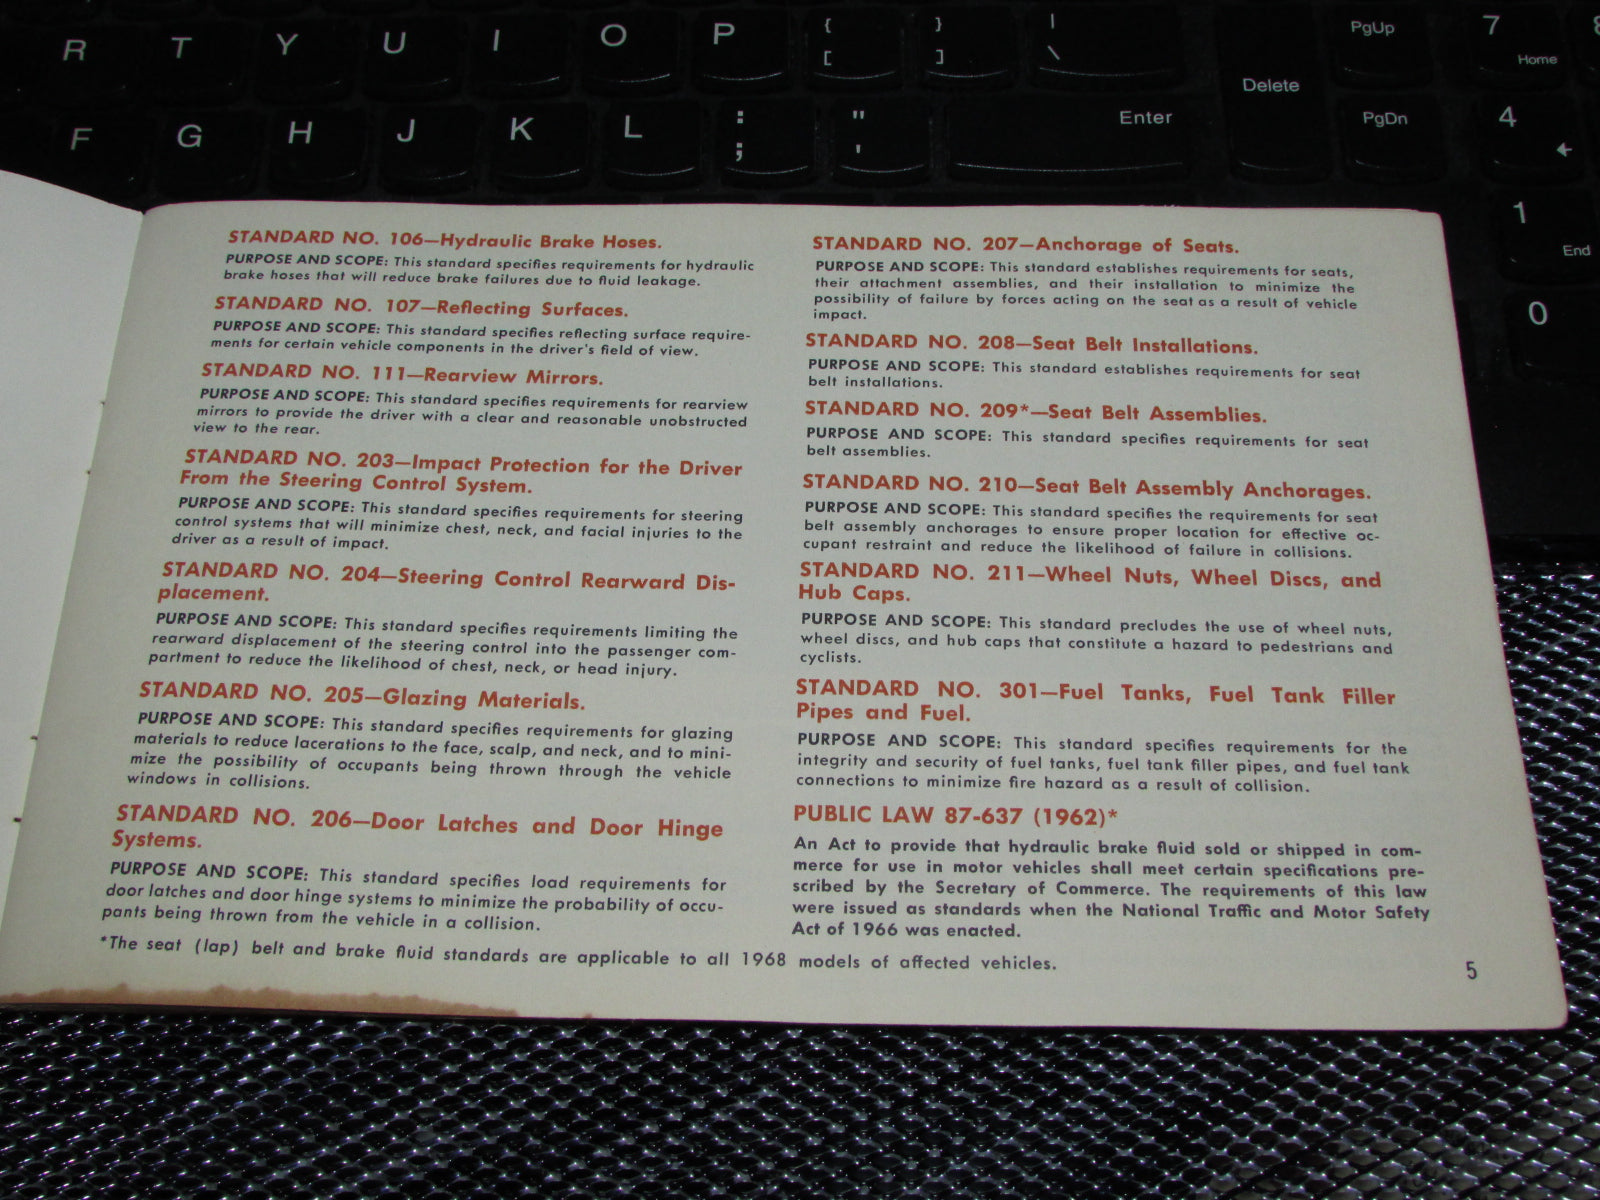 R T Y U I O P { [ } ] | \ PgUp 7 Home
Delete
F G H J K L : ; " ' Enter PgDn 4
1 End
0
STANDARD NO. 106—Hydraulic Brake Hoses.
PURPOSE AND SCOPE: This standard specifies requirements for hydraulic
brake hoses that will reduce brake failures due to fluid leakage.
STANDARD NO. 107—Reflecting Surfaces.
PURPOSE AND SCOPE: This standard specifies reflecting surface require-
ments for certain vehicle components in the driver's field of view.
STANDARD NO. 111—Rearview Mirrors.
PURPOSE AND SCOPE: This standard specifies requirements for rearview
mirrors to provide the driver with a clear and reasonable unobstructed
view to the rear.
STANDARD NO. 203—Impact Protection for the Driver
From the Steering Control System.
PURPOSE AND SCOPE: This standard specifies requirements for steering
control systems that will minimize chest, neck, and facial injuries to the
driver as a result of impact.
STANDARD NO. 204—Steering Control Rearward Dis-
placement.
PURPOSE AND SCOPE: This standard specifies requirements limiting the
rearward displacement of the steering control into the passenger com-
partment to reduce the likelihood of chest, neck, or head injury.
STANDARD NO. 205—Glazing Materials.
PURPOSE AND SCOPE: This standard specifies requirements for glazing
materials to reduce lacerations to the face, scalp, and neck, and to mini-
mize the possibility of occupants being thrown through the vehicle
windows in collisions.
STANDARD NO. 206—Door Latches and Door Hinge
Systems.
PURPOSE AND SCOPE: This standard specifies load requirements for
door latches and door hinge systems to minimize the probability of occu-
pants being thrown from the vehicle in a collision.
STANDARD NO. 207—Anchorage of Seats.
PURPOSE AND SCOPE: This standard establishes requirements for seats,
their attachment assemblies, and their installation to minimize the
possibility of failure by forces acting on the seat as a result of vehicle
impact.
STANDARD NO. 208—Seat Belt Installations.
PURPOSE AND SCOPE: This standard establishes requirements for seat
belt installations.
STANDARD NO. 209*—Seat Belt Assemblies.
PURPOSE AND SCOPE: This standard specifies requirements for seat
belt assemblies.
STANDARD NO. 210—Seat Belt Assembly Anchorages.
PURPOSE AND SCOPE: This standard specifies the requirements for seat
belt assembly anchorages to ensure proper location for effective oc-
cupant restraint and reduce the likelihood of failure in collisions.
STANDARD NO. 211—Wheel Nuts, Wheel Discs, and
Hub Caps.
PURPOSE AND SCOPE: This standard precludes the use of wheel nuts,
wheel discs, and hub caps that constitute a hazard to pedestrians and
cyclists.
STANDARD NO. 301—Fuel Tanks, Fuel Tank Filler
Pipes and Fuel.
PURPOSE AND SCOPE: This standard specifies requirements for the
integrity and security of fuel tanks, fuel tank filler pipes, and fuel tank
connections to minimize fire hazard as a result of collision.
PUBLIC LAW 87-637 (1962)*
An Act to provide that hydraulic brake fluid sold or shipped in com-
merce for use in motor vehicles shall meet certain specifications pre-
scribed by the Secretary of Commerce. The requirements of this law
were issued as standards when the National Traffic and Motor Safety
Act of 1966 was enacted.
*The seat (lap) belt and brake fluid standards are applicable to all 1968 models of affected vehicles.
5